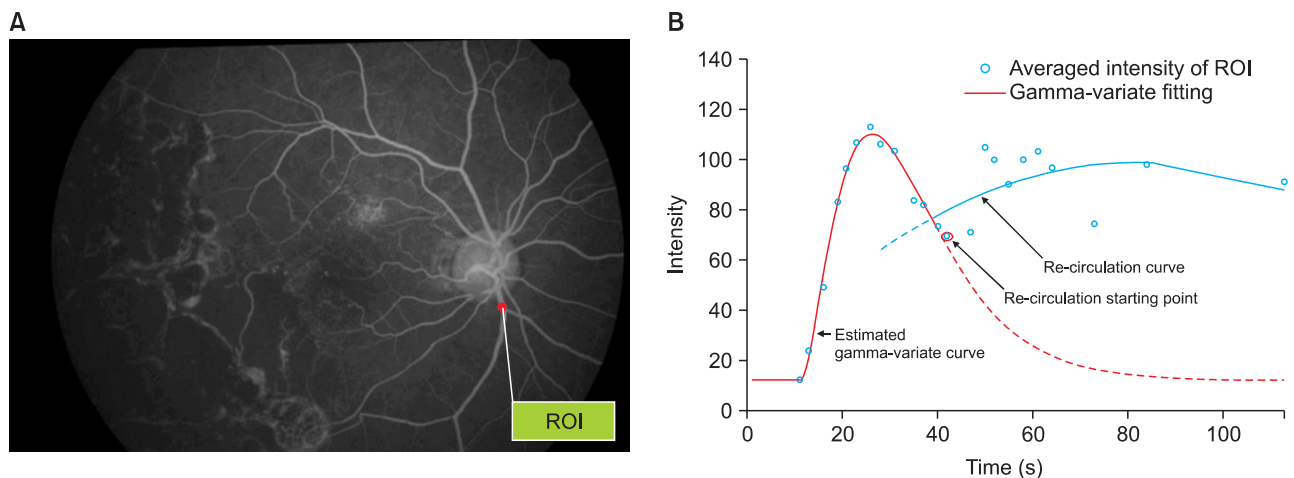 A
ROI
B
140
120
100
80
60
40
20
0
Intensity
Averaged intensity of ROI
Gamma-variate fitting
Re-circulation curve
Re-circulation starting point
Estimated
gamma-variate curve
0 20 40 60 80 100
Time (s)